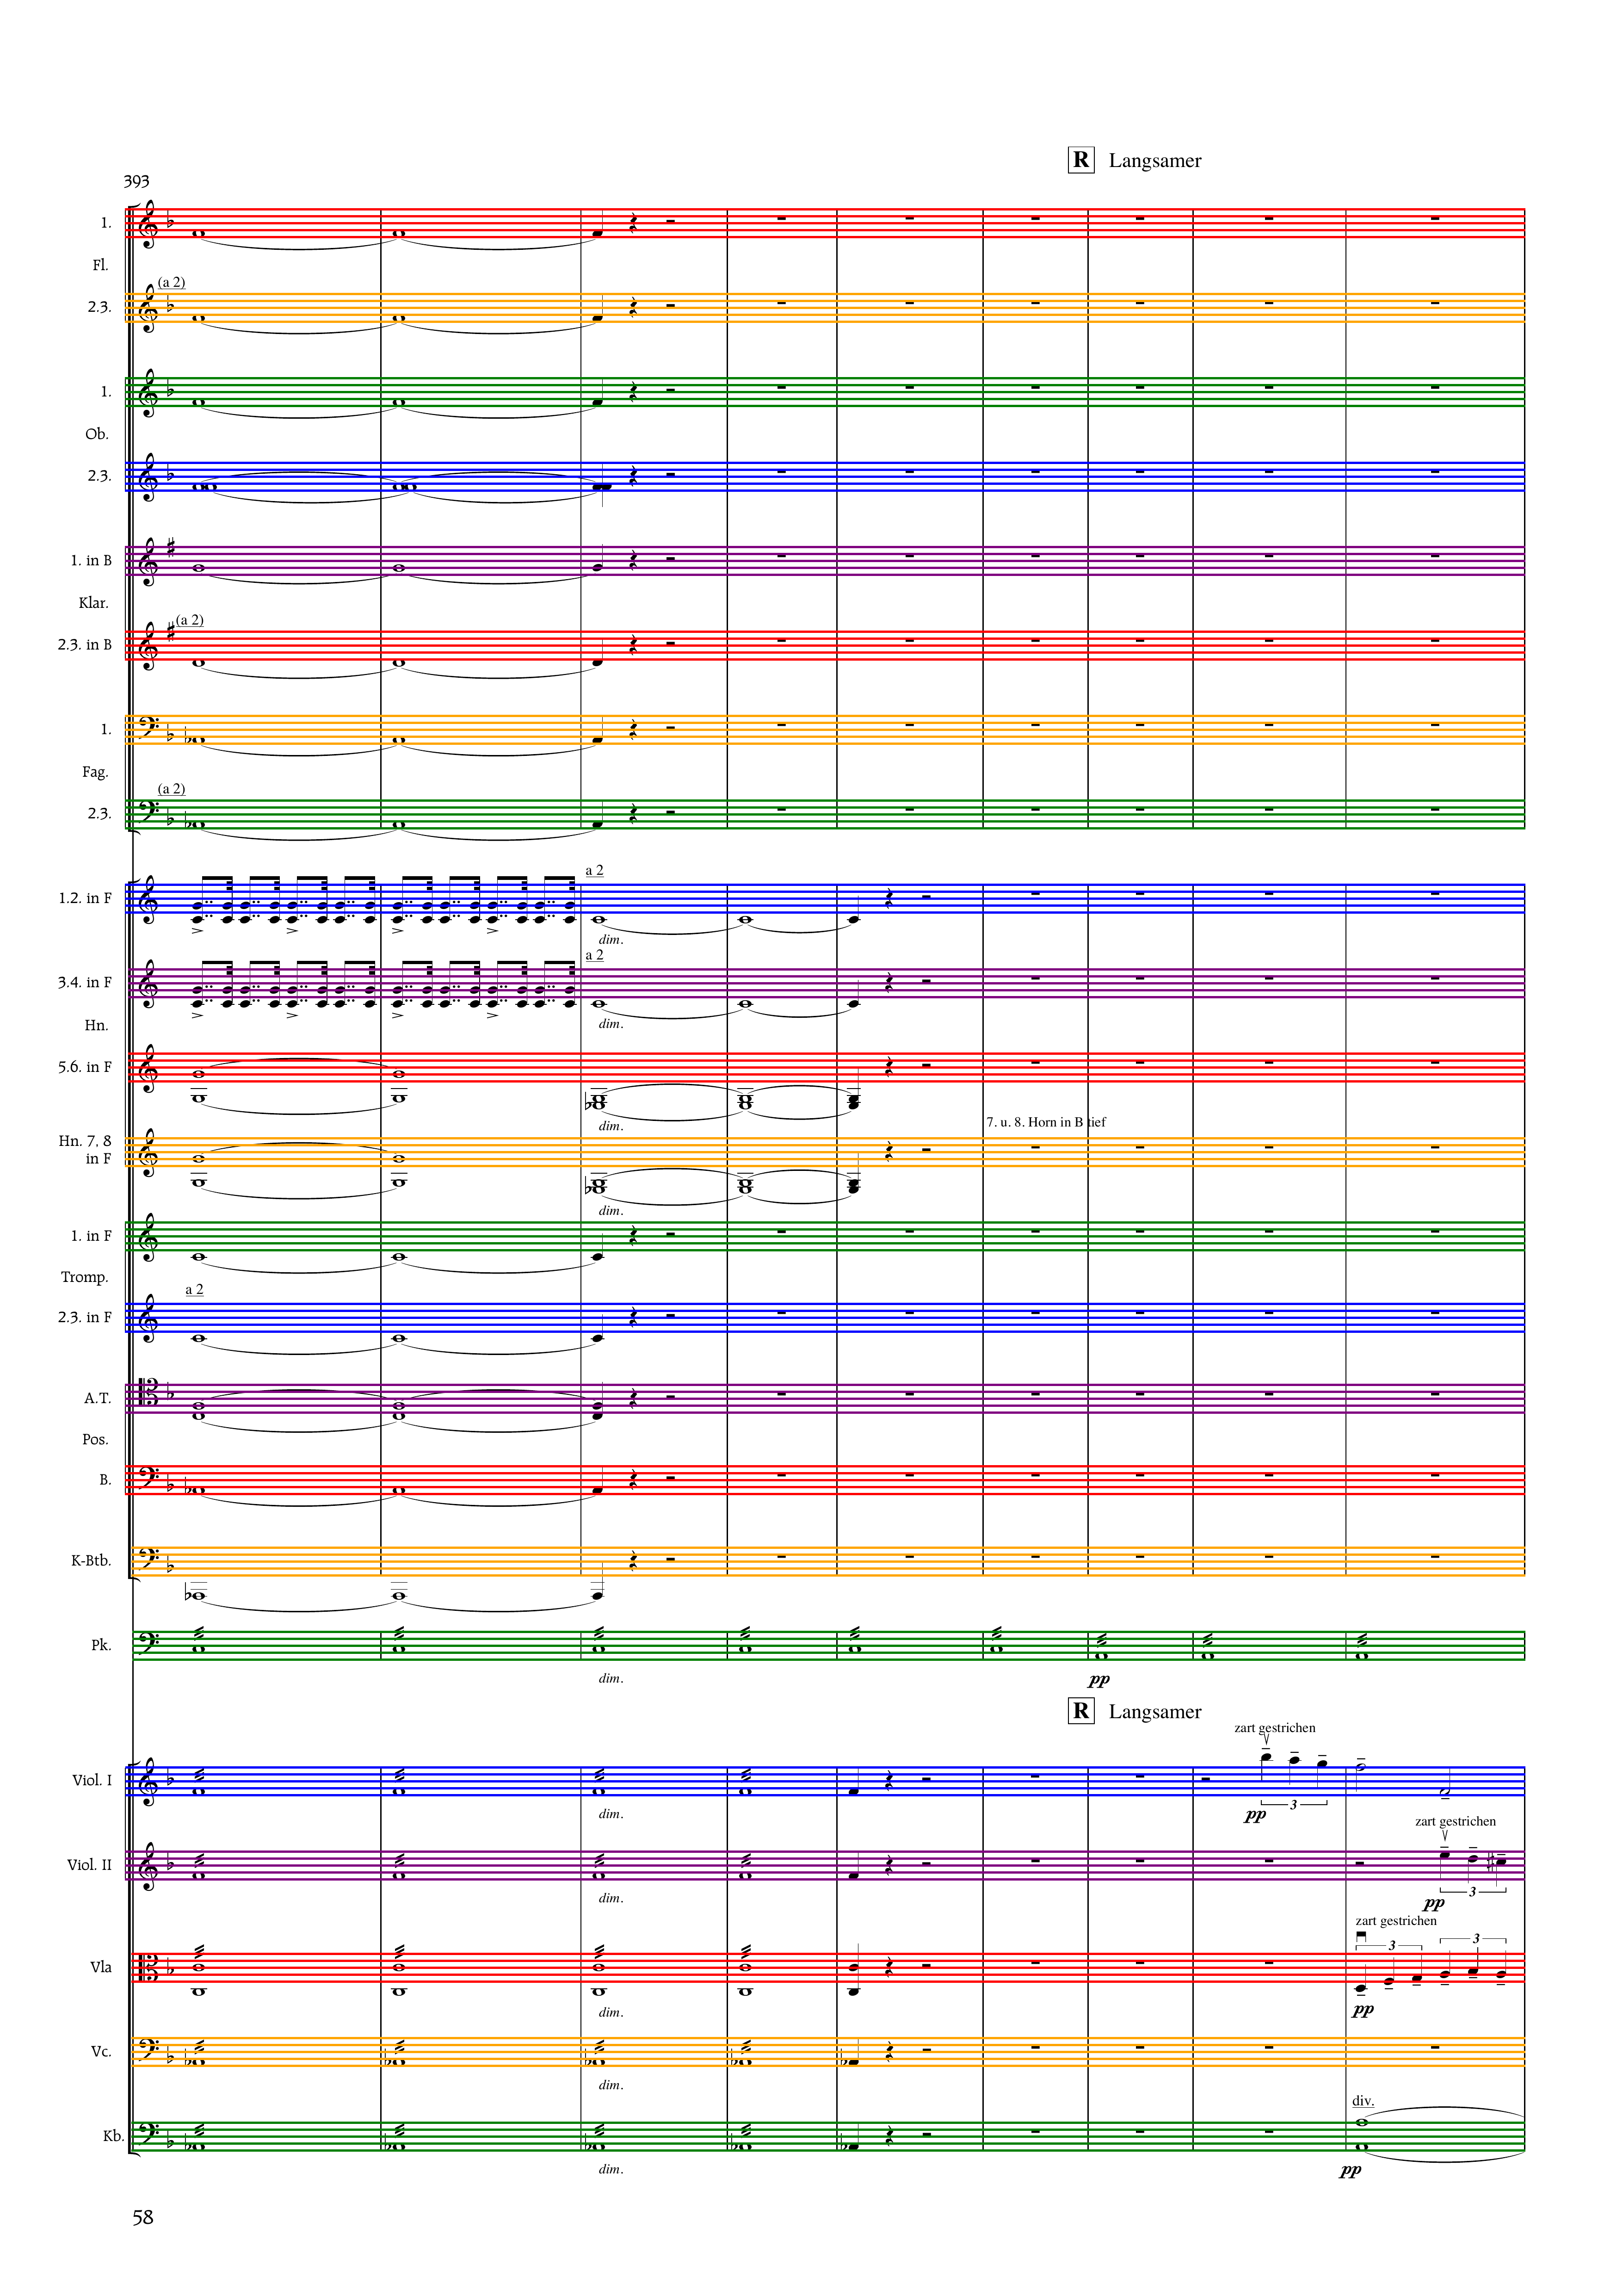 R Langsamer
393
1.
Fl.
(a 2)
2.3.
1.
Ob.
2.3.
1. in B
Klar.
(a 2)
2.3. in B
1.
Fag.
(a 2)
2.3.
a 2
1.2. in F
dim.
a 2
3.4. in F
Hn.
dim.
5.6. in F
7. u. 8. Horn in B tief
dim.
Hn. 7, 8
in F
dim.
1. in F
Tromp.
a 2
2.3. in F
A.T.
Pos.
B.
K-Btb.
Pk.
dim. pp
R Langsamer
zart gestrichen
Viol. I
dim. pp 3
zart gestrichen
Viol. II
3
dim. pp
zart gestrichen
3 3
Vla
dim. pp
Vc.
dim.
div.
Kb.
dim. pp
58